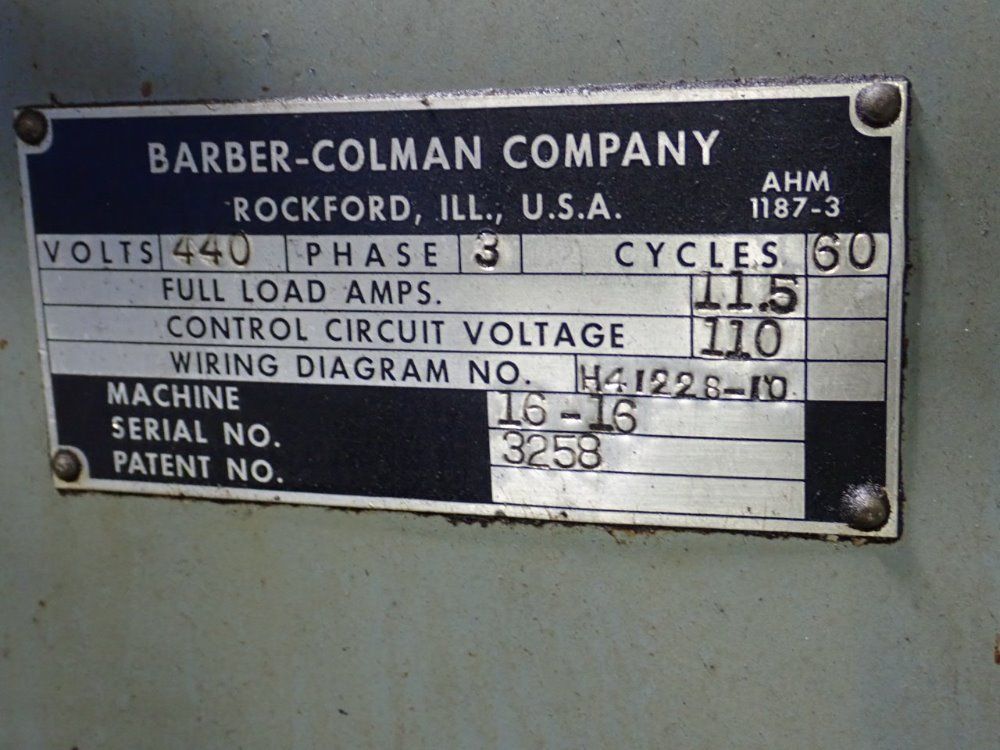 BARBER-COLMAN COMPANY
ROCKFORD, ILL., U.S.A.
AHM
1187-3
VOLTS 440 PHASE 3 CYCLES 60
FULL LOAD AMPS. 11.5
CONTROL CIRCUIT VOLTAGE 110
WIRING DIAGRAM NO. H41228-10
MACHINE 16-16
SERIAL NO. 3258
PATENT NO.